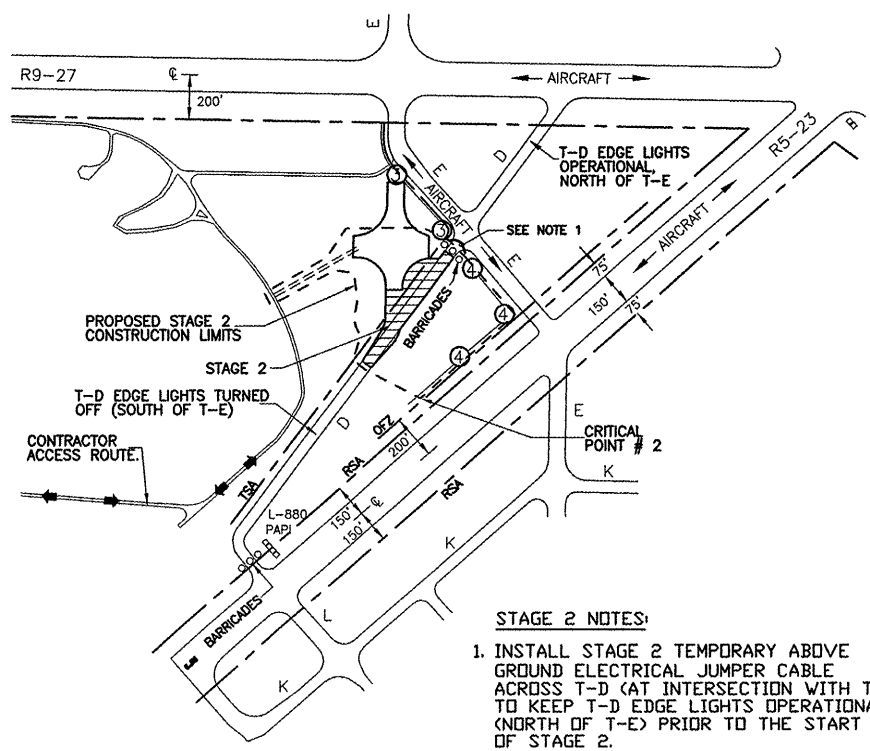 E
R9-27
℄
200'
AIRCRAFT
R5-23
B
D
T-D EDGE LIGHTS
OPERATIONAL,
NORTH OF T-E
3
E
AIRCRAFT
E
3
SEE NOTE 1
4
AIRCRAFT
75'
150'
75'
BARRICADES
4
4
PROPOSED STAGE 2
CONSTRUCTION LIMITS
STAGE 2
T-D EDGE LIGHTS TURNED
OFF (SOUTH OF T-E)
D
OFZ
200'
RSA
RSA
E
CRITICAL
POINT # 2
K
CONTRACTOR
ACCESS ROUTE.
TSA
L-880
PAPI
150'
150'
℄
K
L
BARRICADES
K
STAGE 2 NOTES:
1. INSTALL STAGE 2 TEMPORARY ABOVE
GROUND ELECTRICAL JUMPER CABLE
ACROSS T-D (AT INTERSECTION WITH T
TO KEEP T-D EDGE LIGHTS OPERATIONA
(NORTH OF T-E) PRIOR TO THE START
OF STAGE 2.